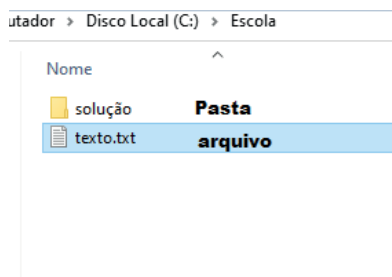 utador > Disco Local (C:) > Escola
Nome
solução Pasta
texto.txt arquivo